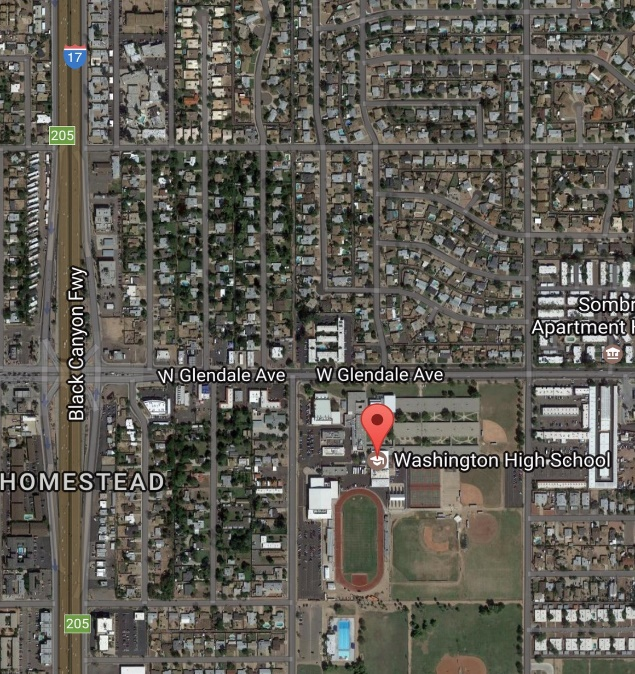 17
205
Black Canyon Fwy
Sombr
Apartment H
W Glendale Ave
W Glendale Ave
Washington High School
HOMESTEAD
205